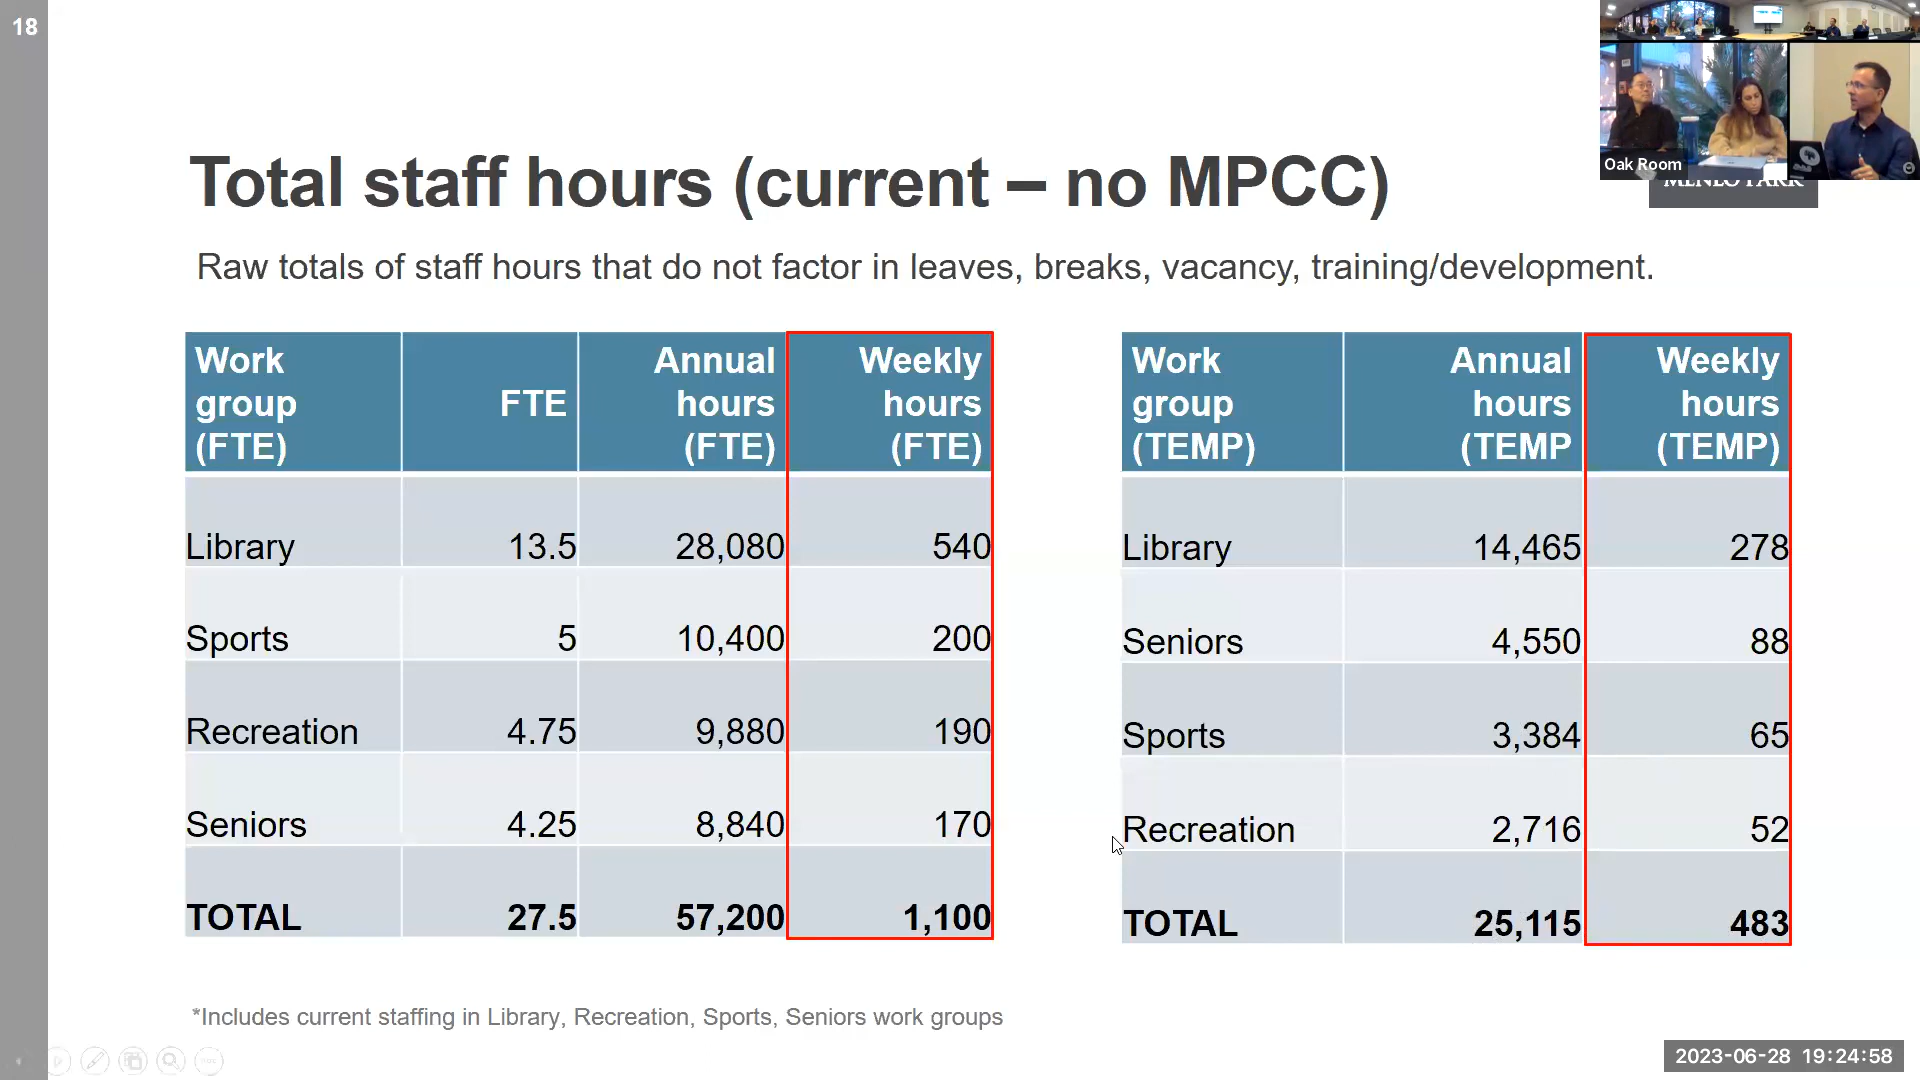 18
Oak Room
MENLO PARK
Total staff hours (current – no MPCC)
Raw totals of staff hours that do not factor in leaves, breaks, vacancy, training/development.
Work group (FTE) FTE Annual hours (FTE) Weekly hours (FTE)
Library 13.5 28,080 540
Sports 5 10,400 200
Recreation 4.75 9,880 190
Seniors 4.25 8,840 170
TOTAL 27.5 57,200 1,100
Work group (TEMP) Annual hours (TEMP Weekly hours (TEMP)
Library 14,465 278
Seniors 4,550 88
Sports 3,384 65
Recreation 2,716 52
TOTAL 25,115 483
*Includes current staffing in Library, Recreation, Sports, Seniors work groups
2023-06-28 19:24:58